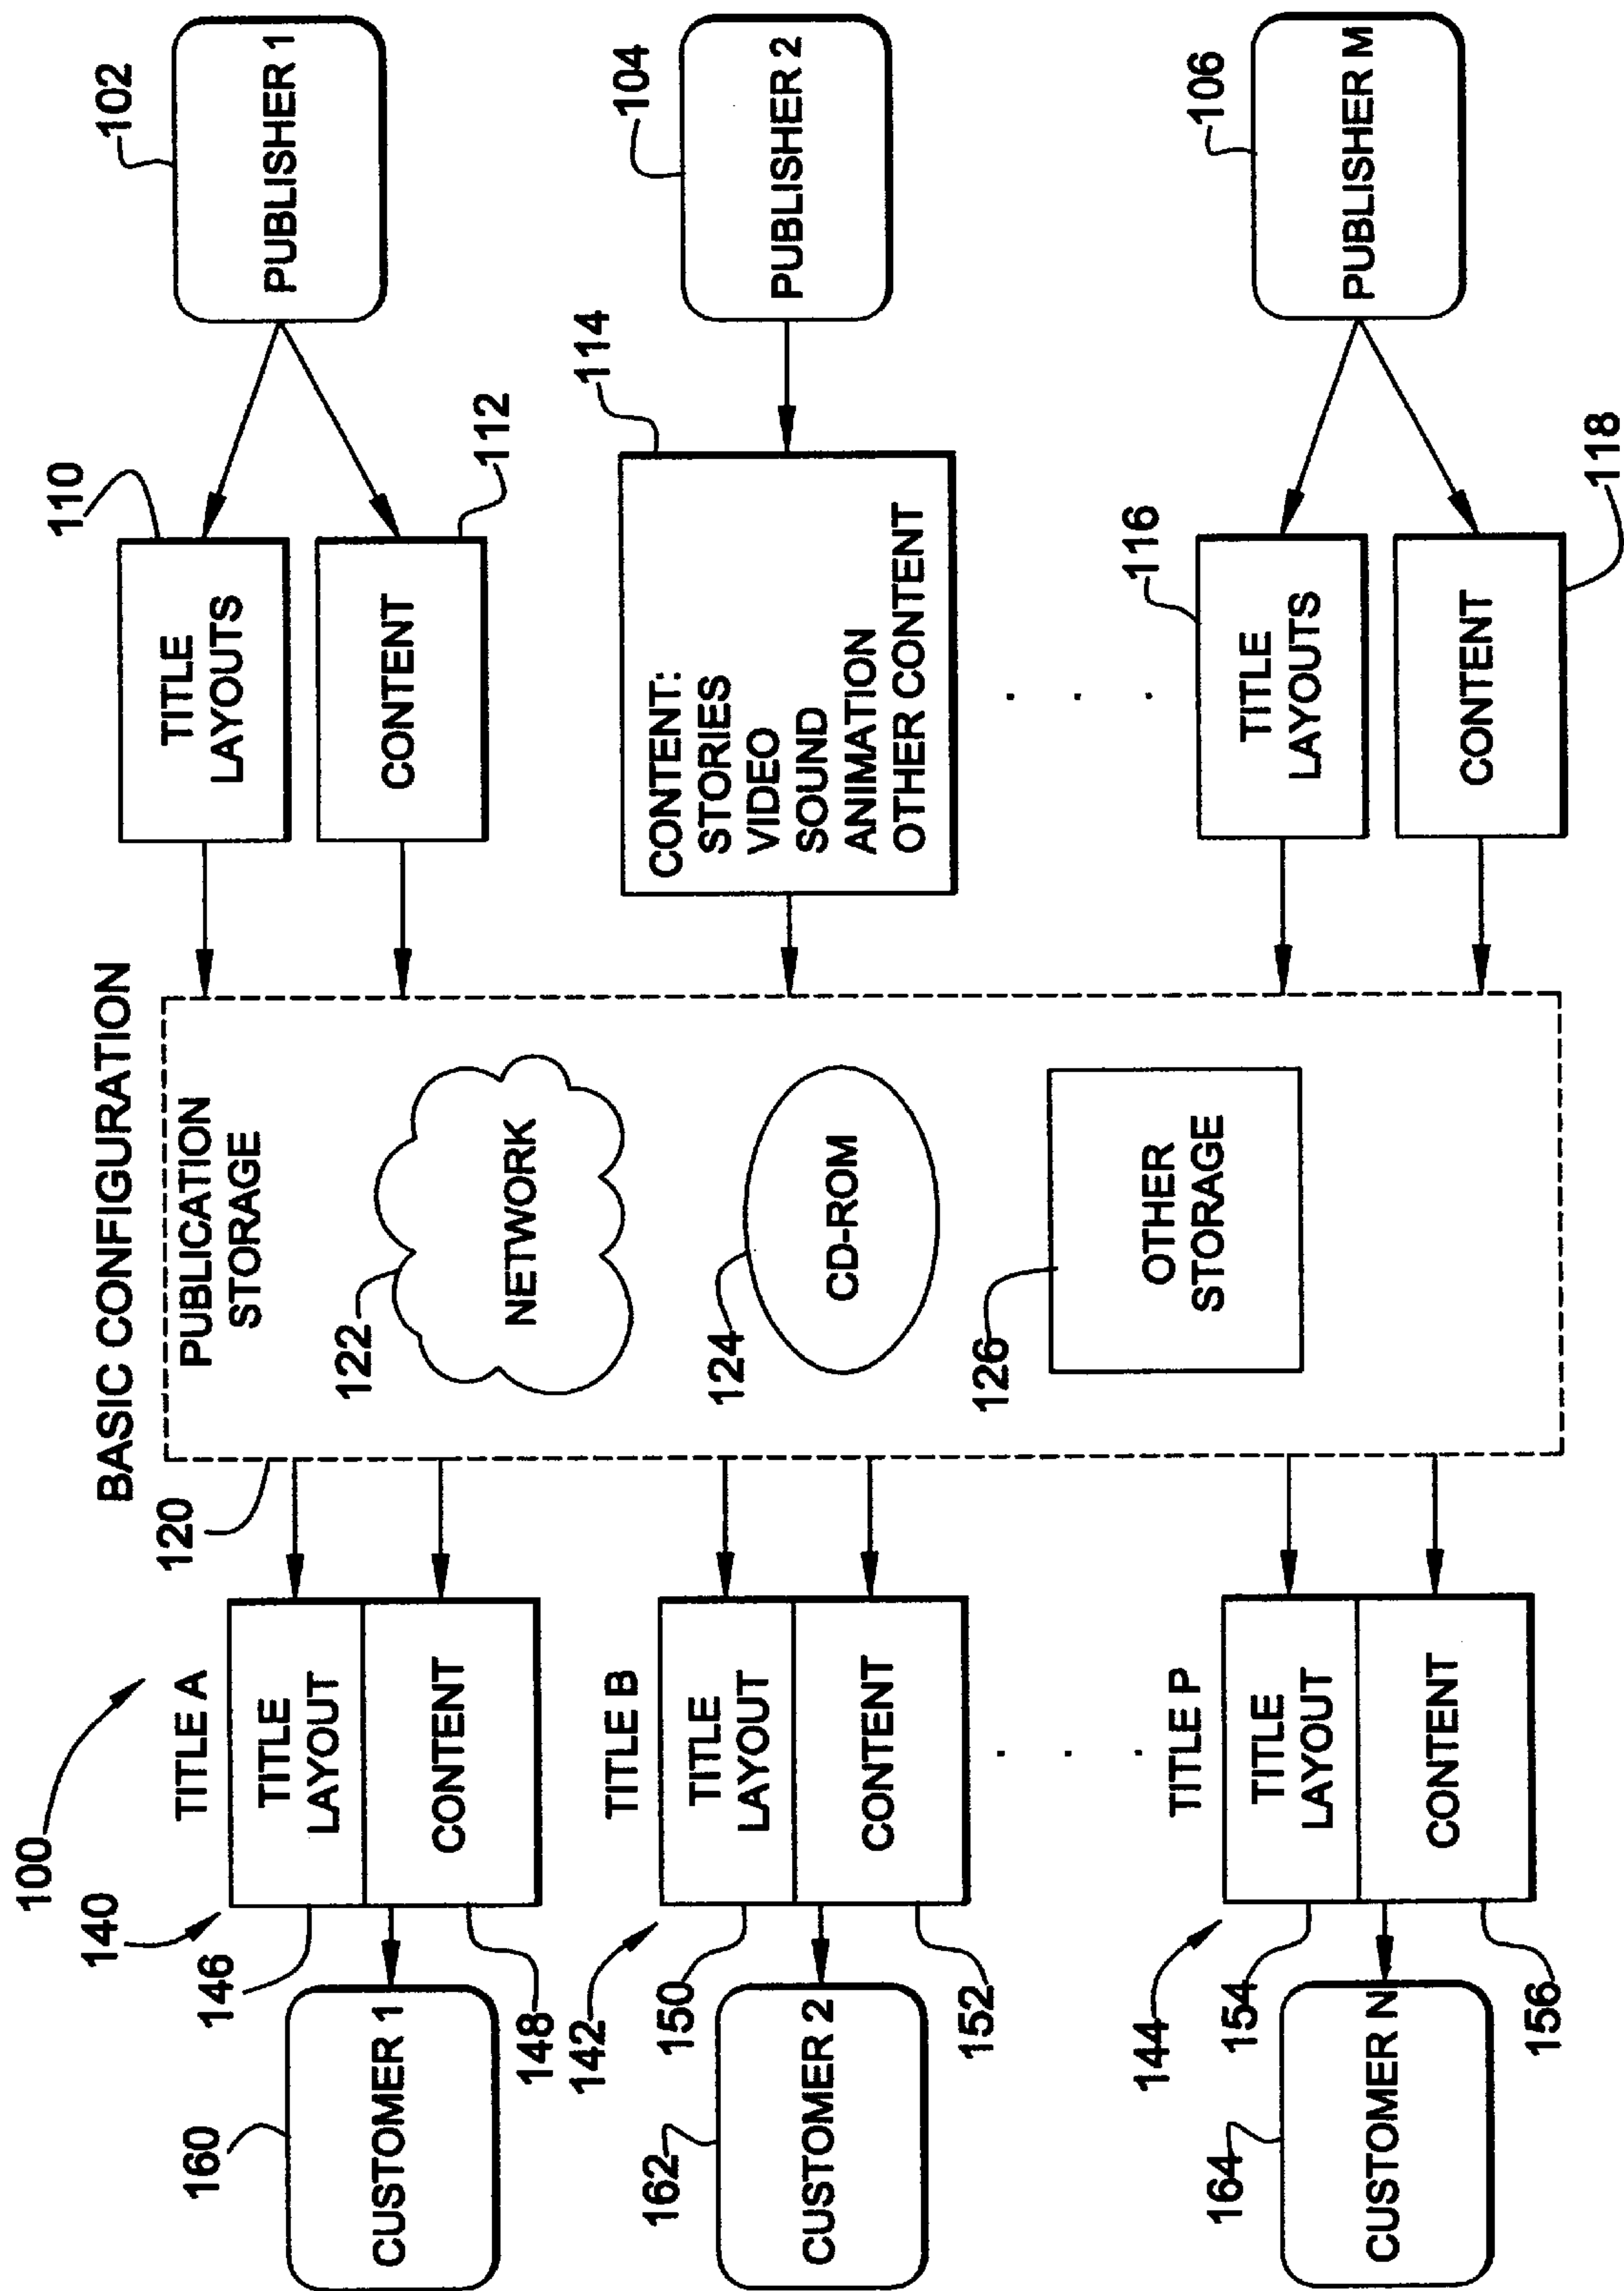 BASIC CONFIGURATION
100
102
PUBLISHER 1
104
PUBLISHER 2
106
PUBLISHER M
110
TITLE
LAYOUTS
112
CONTENT
114
CONTENT:
STORIES
VIDEO
SOUND
ANIMATION
OTHER CONTENT
116
TITLE
LAYOUTS
118
CONTENT
120
PUBLICATION
STORAGE
122
NETWORK
124
CD-ROM
126
OTHER
STORAGE
140
TITLE A
TITLE
LAYOUT
CONTENT
146
148
142
TITLE B
TITLE
LAYOUT
CONTENT
150
152
144
TITLE P
TITLE
LAYOUT
CONTENT
154
156
160
CUSTOMER 1
162
CUSTOMER 2
164
CUSTOMER N